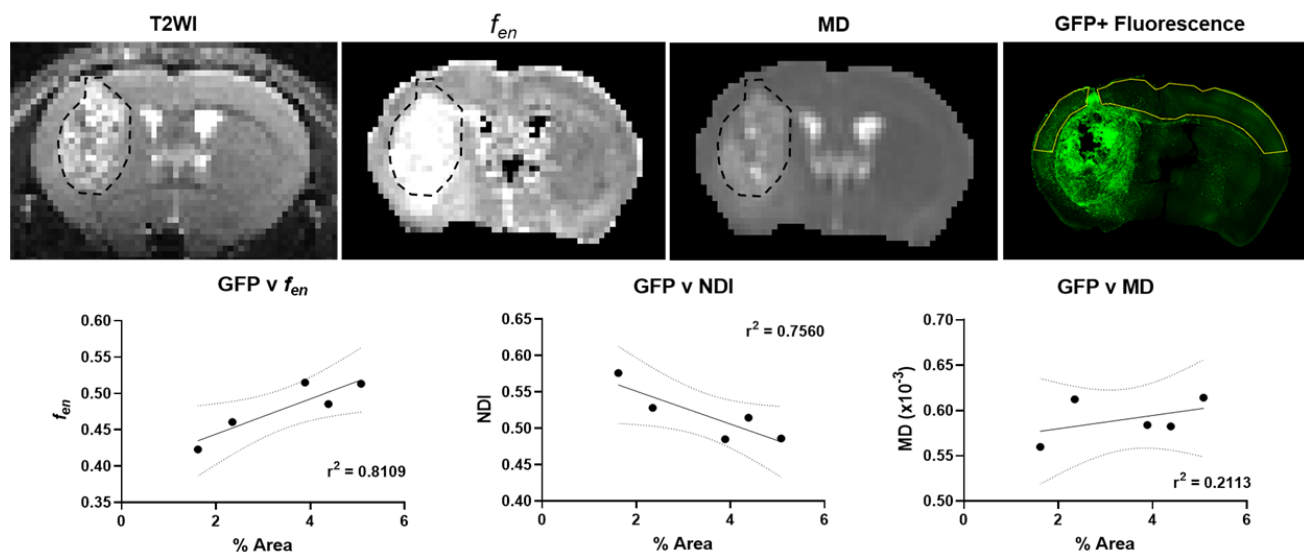 T2WI
f_en
MD
GFP+ Fluorescence
GFP v f_en
0.60
0.55
0.50
0.45
0.40
0.35
f_en
r² = 0.8109
0 2 4 6
% Area
GFP v NDI
0.65
0.60
0.55
0.50
0.45
0.40
NDI
r² = 0.7560
0 2 4 6
% Area
GFP v MD
0.70
0.65
0.60
0.55
0.50
MD (x10⁻³)
r² = 0.2113
0 2 4 6
% Area